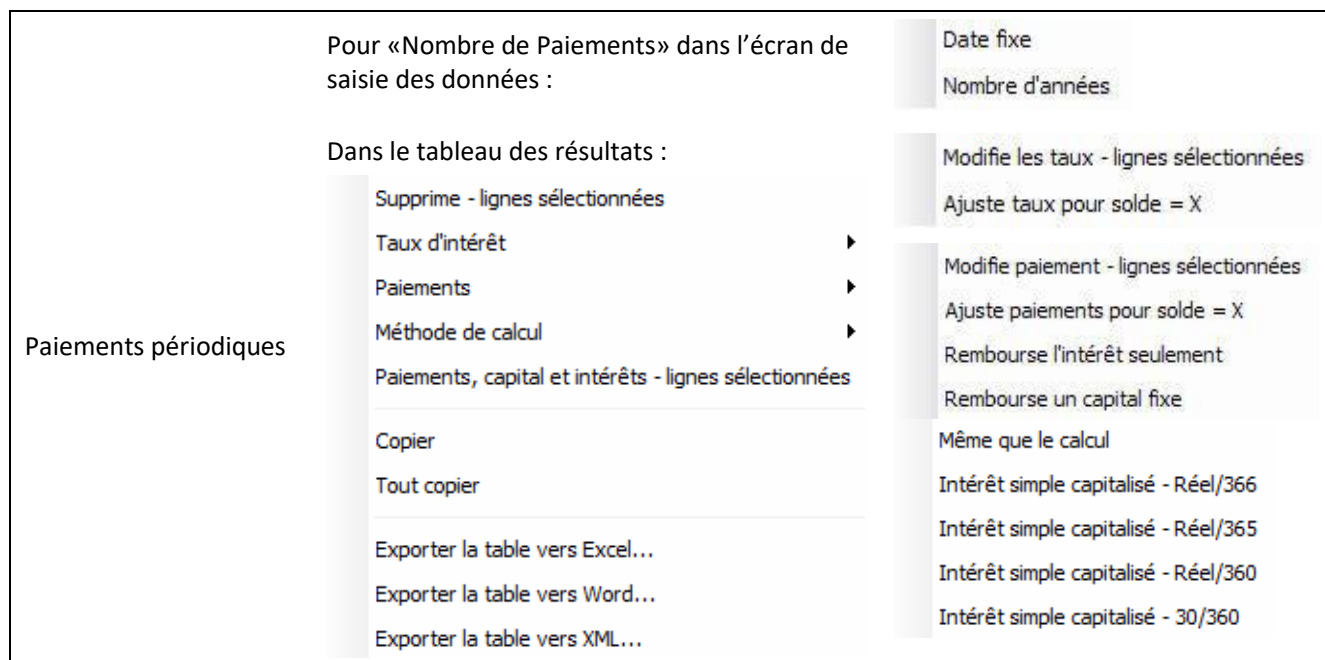 Paiements périodiques
Pour «Nombre de Paiements» dans l'écran de
saisie des données :
Date fixe
Nombre d'années
Dans le tableau des résultats :
Supprime - lignes sélectionnées
Taux d'intérêt
Paiements
Méthode de calcul
Paiements, capital et intérêts - lignes sélectionnées
Copier
Tout copier
Exporter la table vers Excel...
Exporter la table vers Word...
Exporter la table vers XML...
Modifie les taux - lignes sélectionnées
Ajuste taux pour solde = X
Modifie paiement - lignes sélectionnées
Ajuste paiements pour solde = X
Rembourse l'intérêt seulement
Rembourse un capital fixe
Même que le calcul
Intérêt simple capitalisé - Réel/366
Intérêt simple capitalisé - Réel/365
Intérêt simple capitalisé - Réel/360
Intérêt simple capitalisé - 30/360